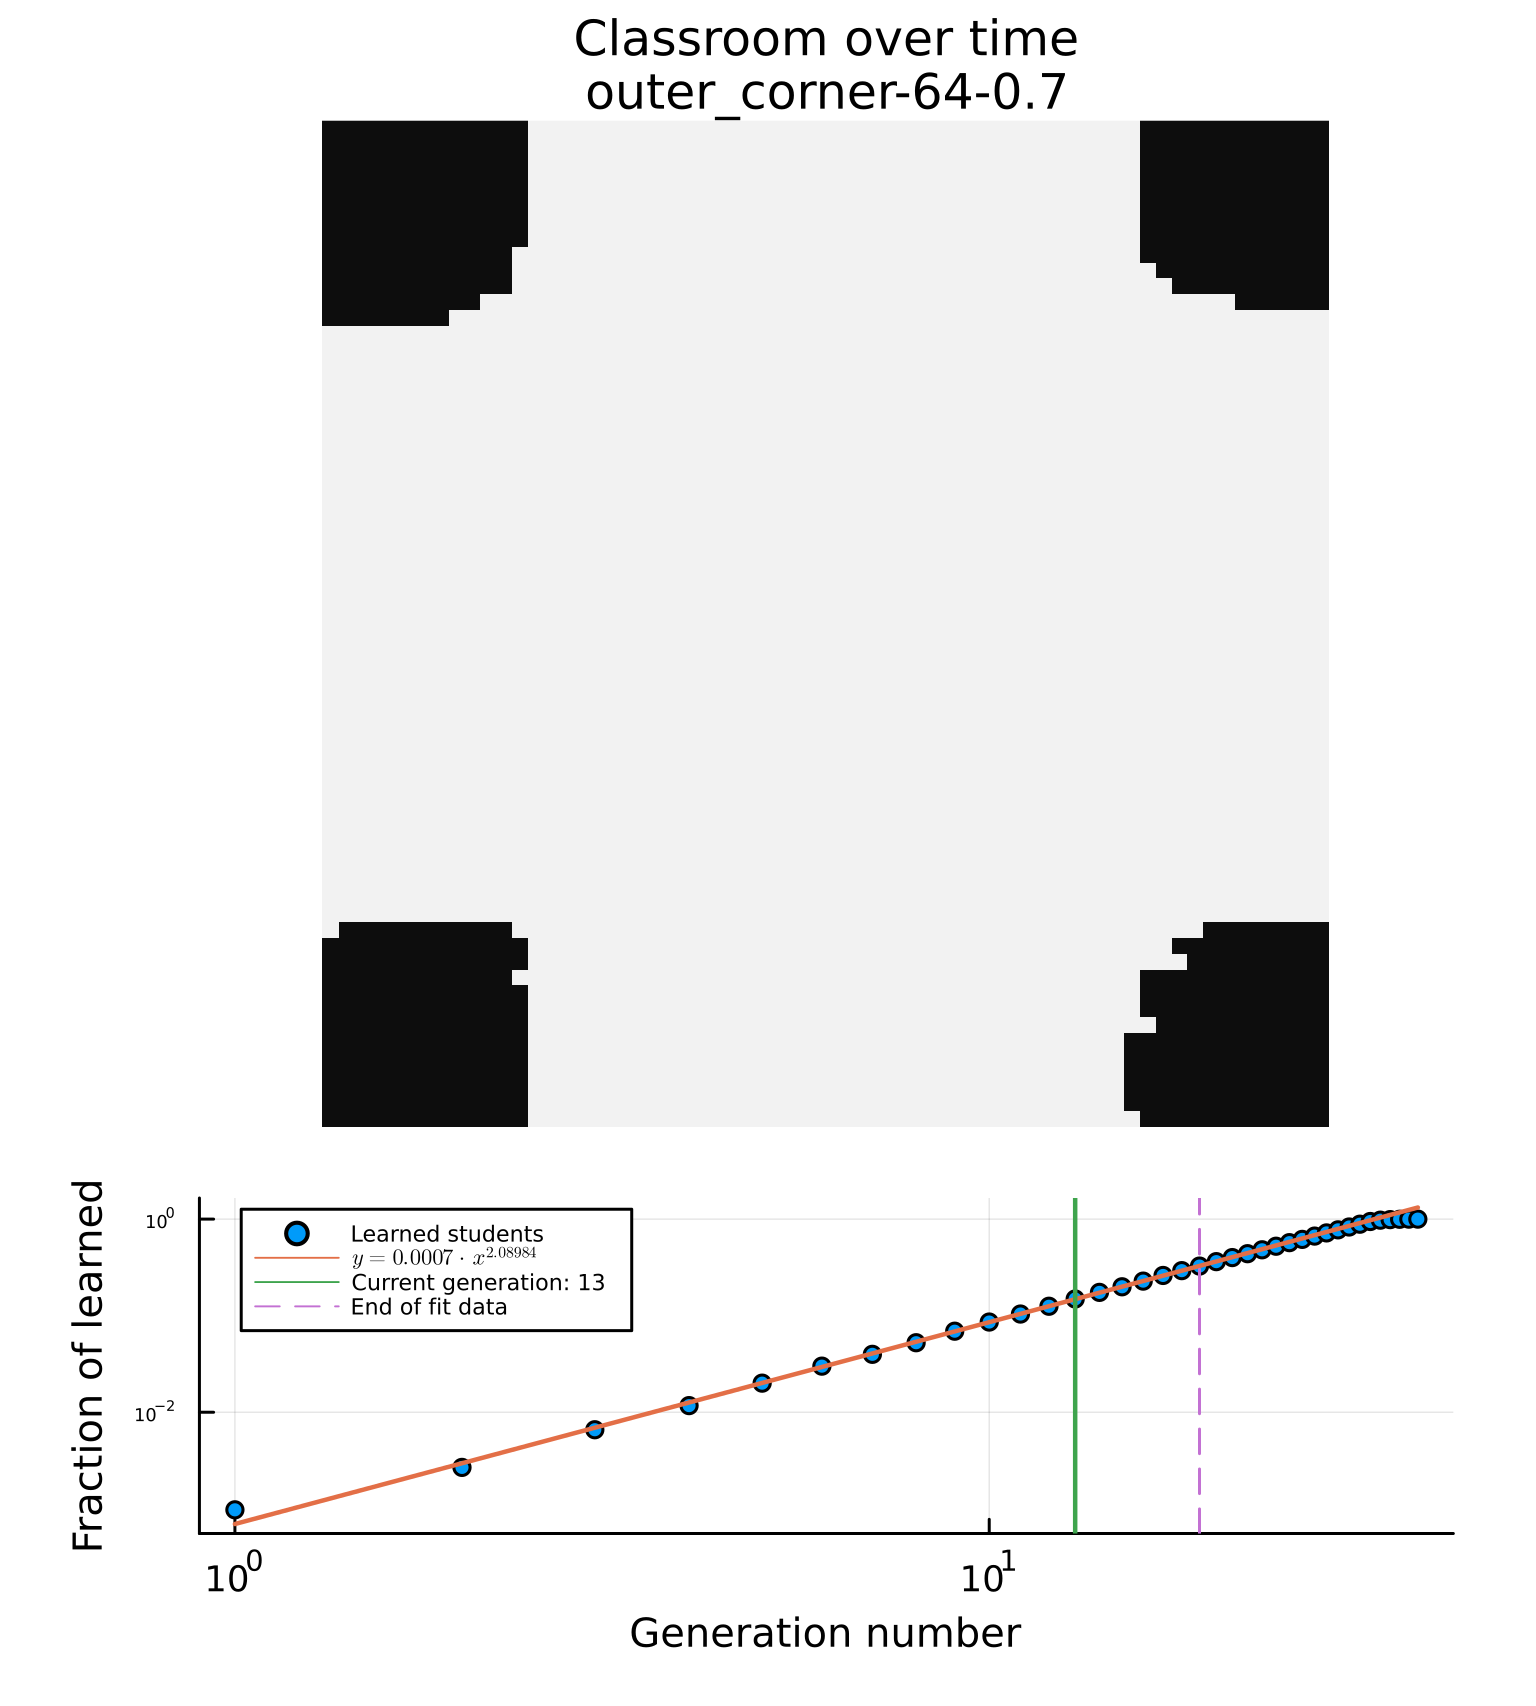 Classroom over time
outer_corner-64-0.7
Fraction of learned
10^0
10^-2
Learned students
y = 0.0007 · x^2.08984
Current generation: 13
End of fit data
10^0
10^1
Generation number